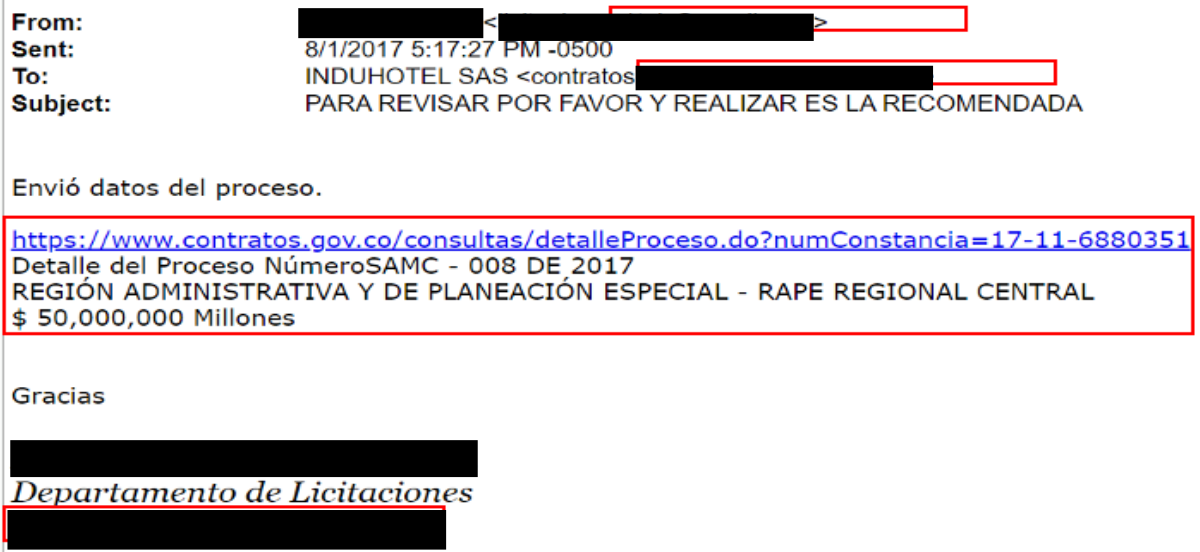 From: < >
Sent: 8/1/2017 5:17:27 PM -0500
To: INDUHOTEL SAS <contratos
Subject: PARA REVISAR POR FAVOR Y REALIZAR ES LA RECOMENDADA
Envió datos del proceso.
https://www.contratos.gov.co/consultas/detalleProceso.do?numConstancia=17-11-6880351
Detalle del Proceso NúmeroSAMC - 008 DE 2017
REGIÓN ADMINISTRATIVA Y DE PLANEACIÓN ESPECIAL - RAPE REGIONAL CENTRAL
$ 50,000,000 Millones
Gracias
Departamento de Licitaciones